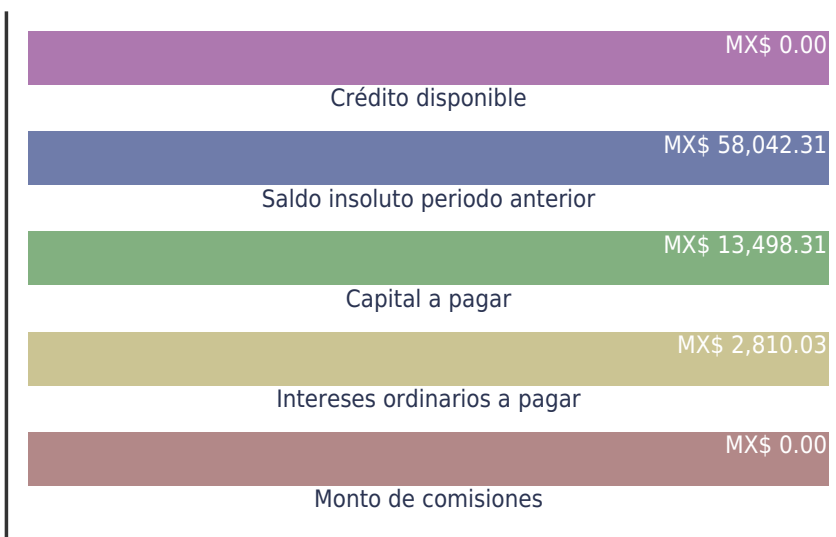 MX$ 0.00
Crédito disponible
MX$ 58,042.31
Saldo insoluto periodo anterior
MX$ 13,498.31
Capital a pagar
MX$ 2,810.03
Intereses ordinarios a pagar
MX$ 0.00
Monto de comisiones